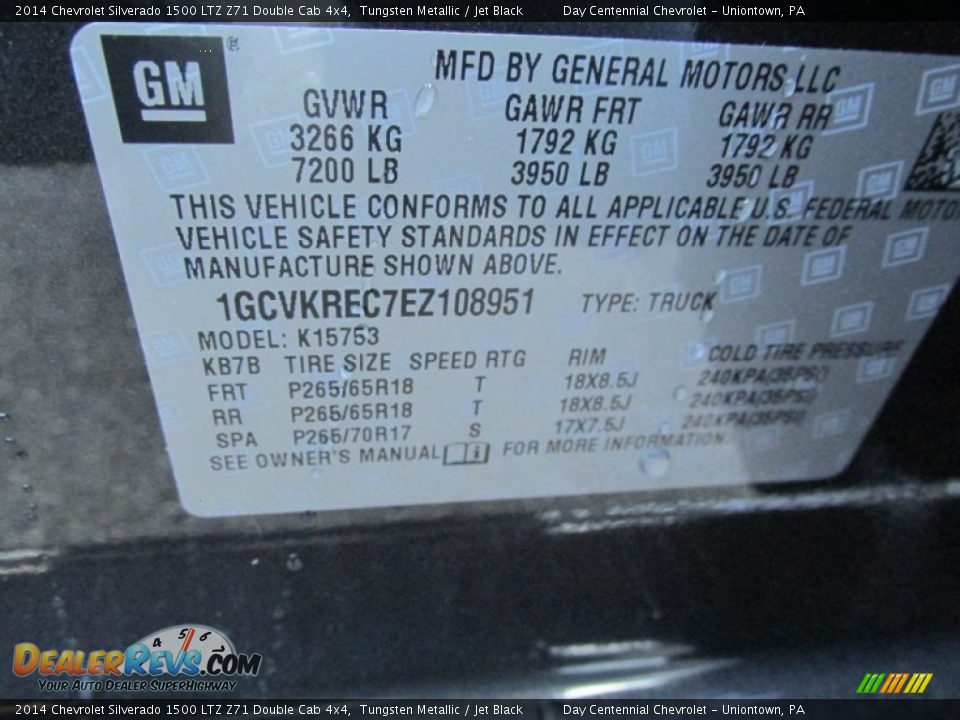 2014 Chevrolet Silverado 1500 LTZ Z71 Double Cab 4x4, Tungsten Metallic / Jet Black Day Centennial Chevrolet – Uniontown, PA
GM
MFD BY GENERAL MOTORS LLC
GVWR GAWR FRT GAWR RR
3266 KG 1792 KG 1792 KG
7200 LB 3950 LB 3950 LB
THIS VEHICLE CONFORMS TO ALL APPLICABLE U.S. FEDERAL MOTO
VEHICLE SAFETY STANDARDS IN EFFECT ON THE DATE OF
MANUFACTURE SHOWN ABOVE.
1GCVKREC7EZ108951 TYPE: TRUCK
MODEL: K15753
KB7B TIRE SIZE SPEED RTG RIM COLD TIRE PRESSURE
FRT P265/65R18 T 18X8.5J 240KPA(35PSI)
RR P265/65R18 T 18X8.5J 240KPA(35PSI)
SPA P265/70R17 S 17X7.5J 240KPA(35PSI)
SEE OWNER'S MANUAL FOR MORE INFORMATION.
4 5 6
DEALERREVS.COM
YOUR AUTO DEALER SUPERHIGHWAY
2014 Chevrolet Silverado 1500 LTZ Z71 Double Cab 4x4, Tungsten Metallic / Jet Black Day Centennial Chevrolet – Uniontown, PA